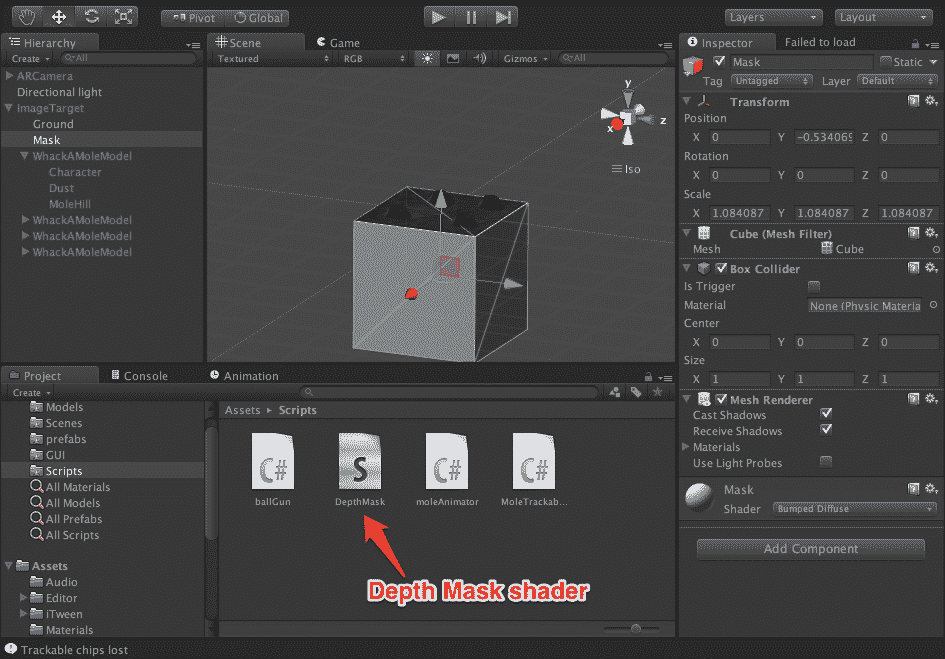 Pivot Global Layers Layout
Hierarchy
Create All
ARCamera
Directional light
ImageTarget
Ground
Mask
WhackAMoleModel
Character
Dust
MoleHill
WhackAMoleModel
WhackAMoleModel
WhackAMoleModel
Scene Game
Textured RGB Gizmos All
y
x z
Iso
Inspector Failed to load
Mask Static
Tag Untagged Layer Default
Transform
Position
X 0 Y -0.534069 Z 0
Rotation
X 0 Y 0 Z 0
Scale
X 1.084087 Y 1.084087 Z 1.084087
Cube (Mesh Filter)
Mesh Cube
Box Collider
Is Trigger
Material None (Physic Materia
Center
X 0 Y 0 Z 0
Size
X 1 Y 1 Z 1
Mesh Renderer
Cast Shadows
Receive Shadows
Materials
Use Light Probes
Mask
Shader Bumped Diffuse
Add Component
Project Console Animation
Create
Models
Scenes
prefabs
GUI
Scripts
All Materials
All Models
All Prefabs
All Scripts
Assets
Audio
Editor
iTween
Materials
Assets Scripts
C# S C# C#
ballGun DepthMask moleAnimator MoleTrackab...
Depth Mask shader
Trackable chips lost